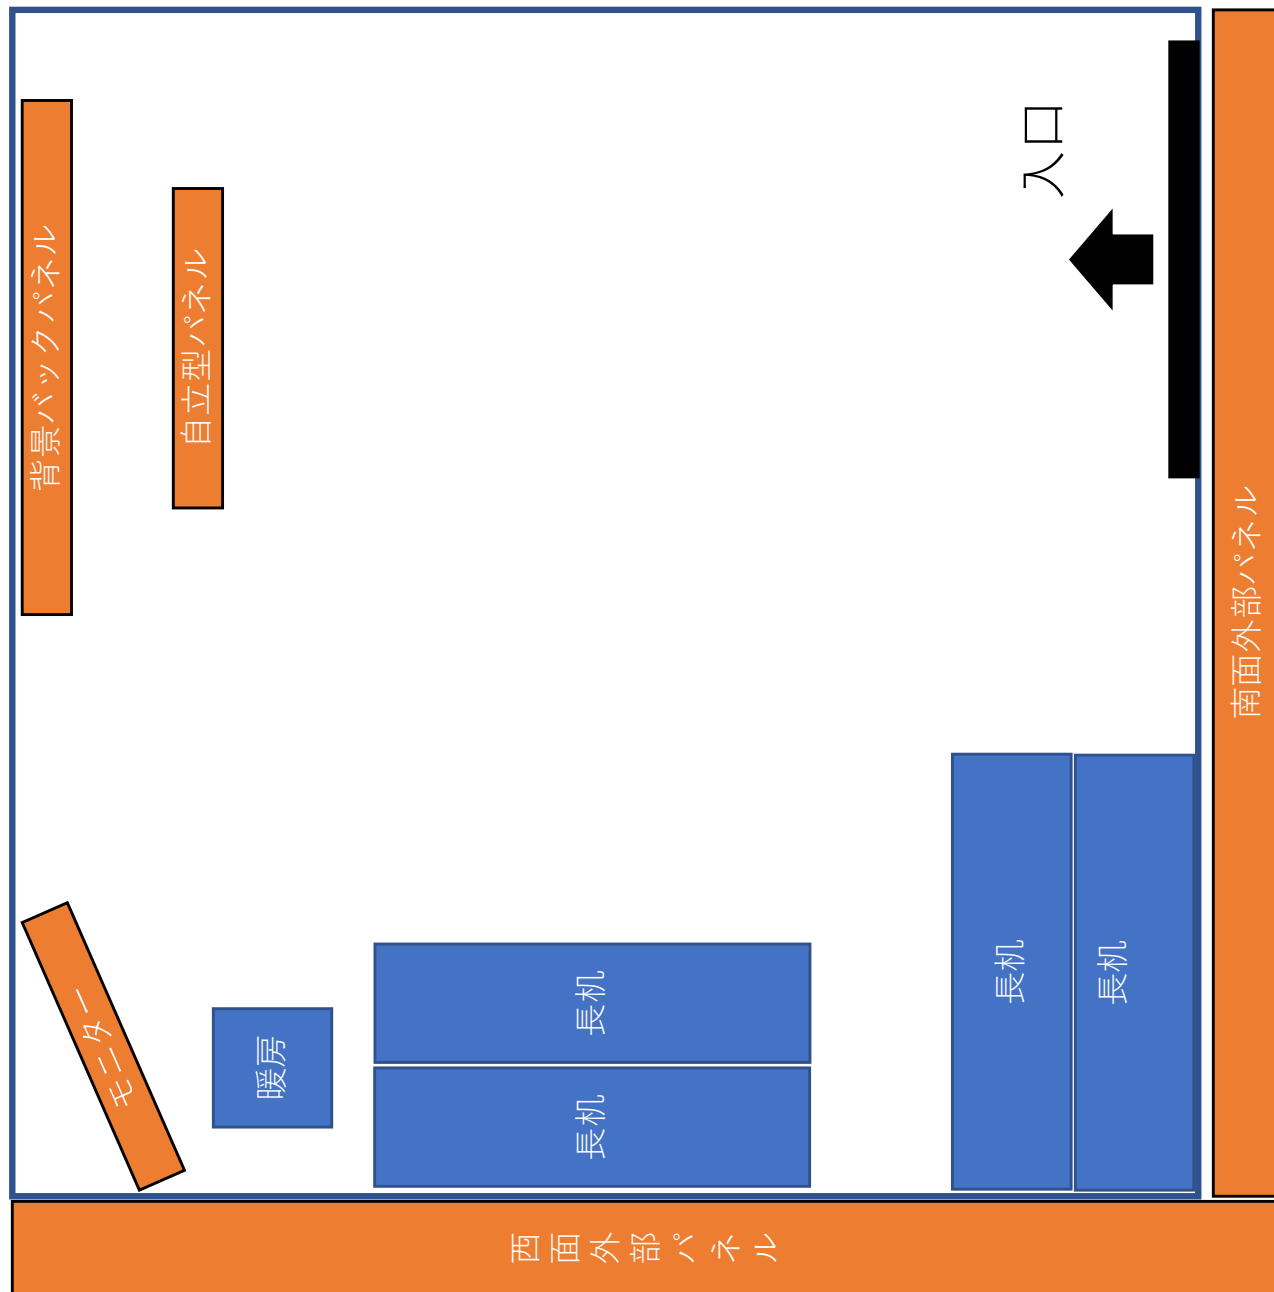 背景バックパネル
自立型パネル
入口
南面外部パネル
モニター
暖房
長机
長机
長机
長机
西面外部パネル